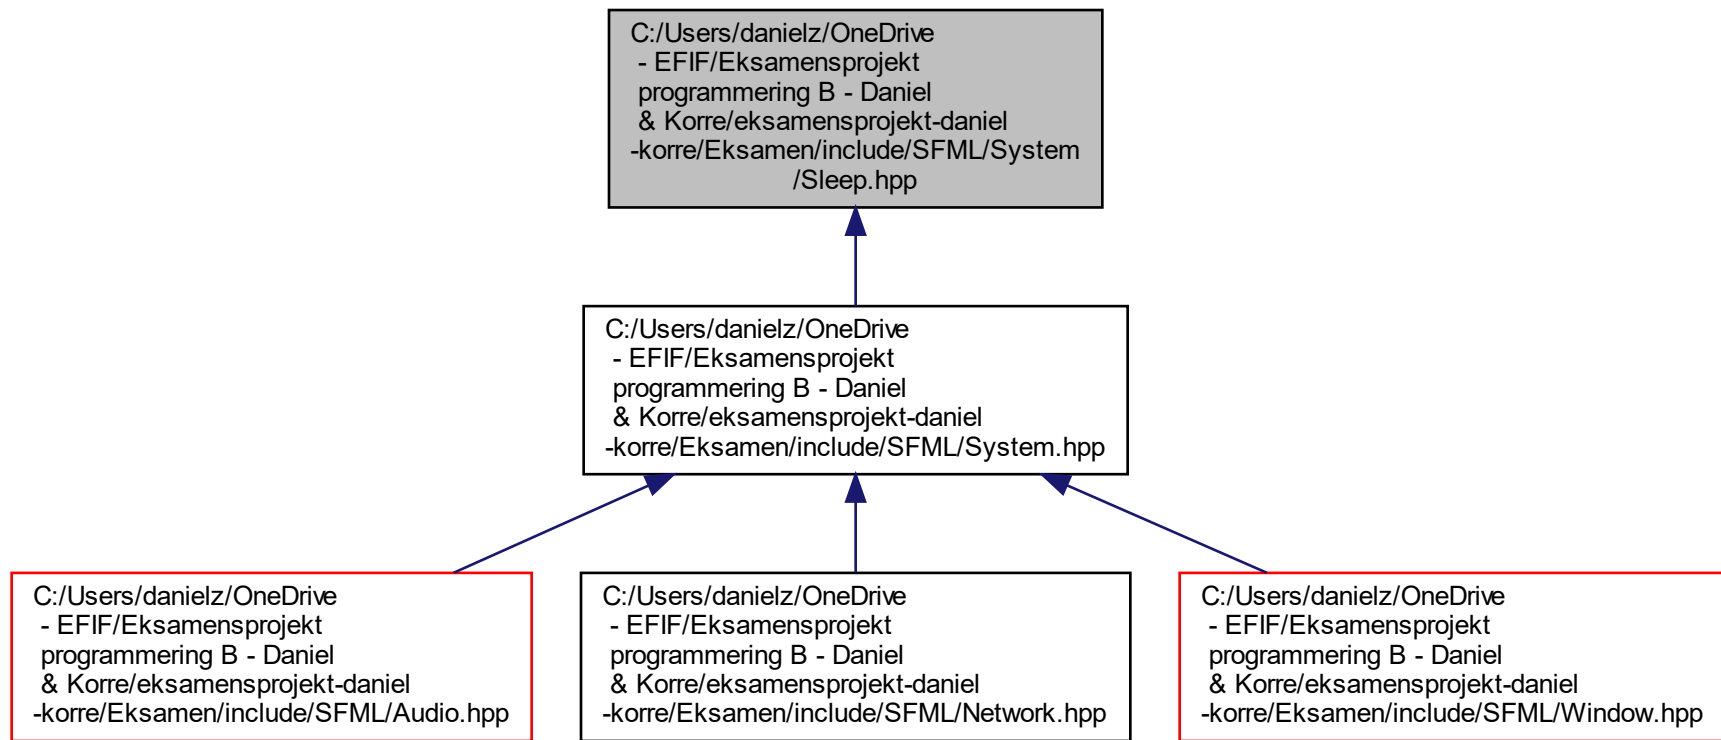 C:/Users/danielz/OneDrive
- EFIF/Eksamensprojekt
programmering B - Daniel
& Korre/eksamensprojekt-daniel
-korre/Eksamen/include/SFML/System
/Sleep.hpp
C:/Users/danielz/OneDrive
- EFIF/Eksamensprojekt
programmering B - Daniel
& Korre/eksamensprojekt-daniel
-korre/Eksamen/include/SFML/System.hpp
C:/Users/danielz/OneDrive
- EFIF/Eksamensprojekt
programmering B - Daniel
& Korre/eksamensprojekt-daniel
-korre/Eksamen/include/SFML/Audio.hpp
C:/Users/danielz/OneDrive
- EFIF/Eksamensprojekt
programmering B - Daniel
& Korre/eksamensprojekt-daniel
-korre/Eksamen/include/SFML/Network.hpp
C:/Users/danielz/OneDrive
- EFIF/Eksamensprojekt
programmering B - Daniel
& Korre/eksamensprojekt-daniel
-korre/Eksamen/include/SFML/Window.hpp